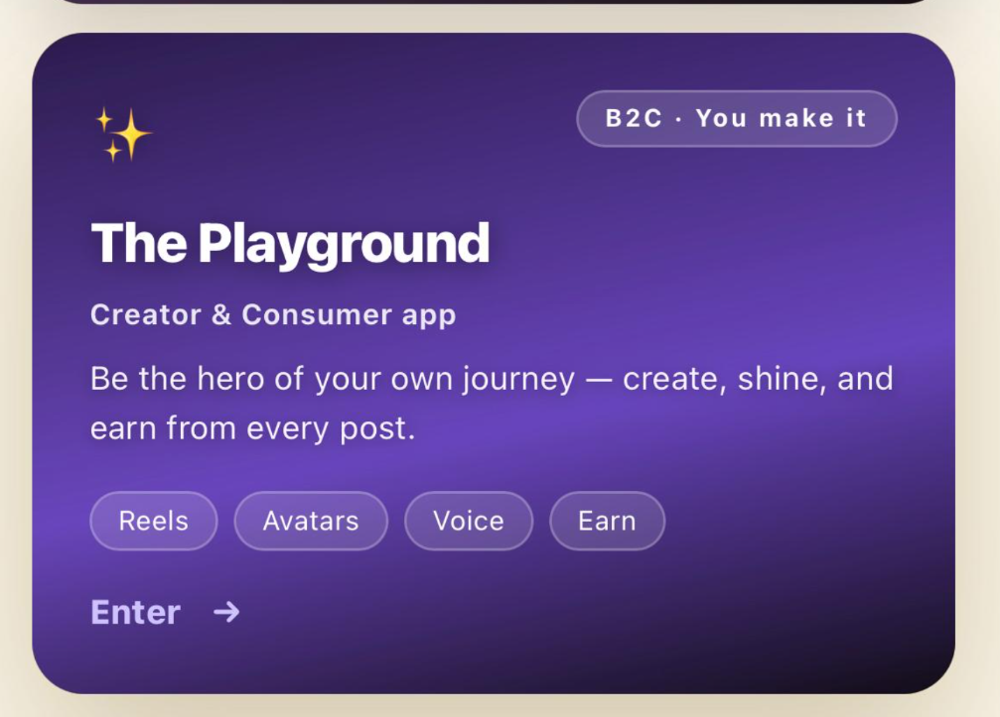 B2C · You make it
The Playground
Creator & Consumer app
Be the hero of your own journey — create, shine, and
earn from every post.
Reels Avatars Voice Earn
Enter →